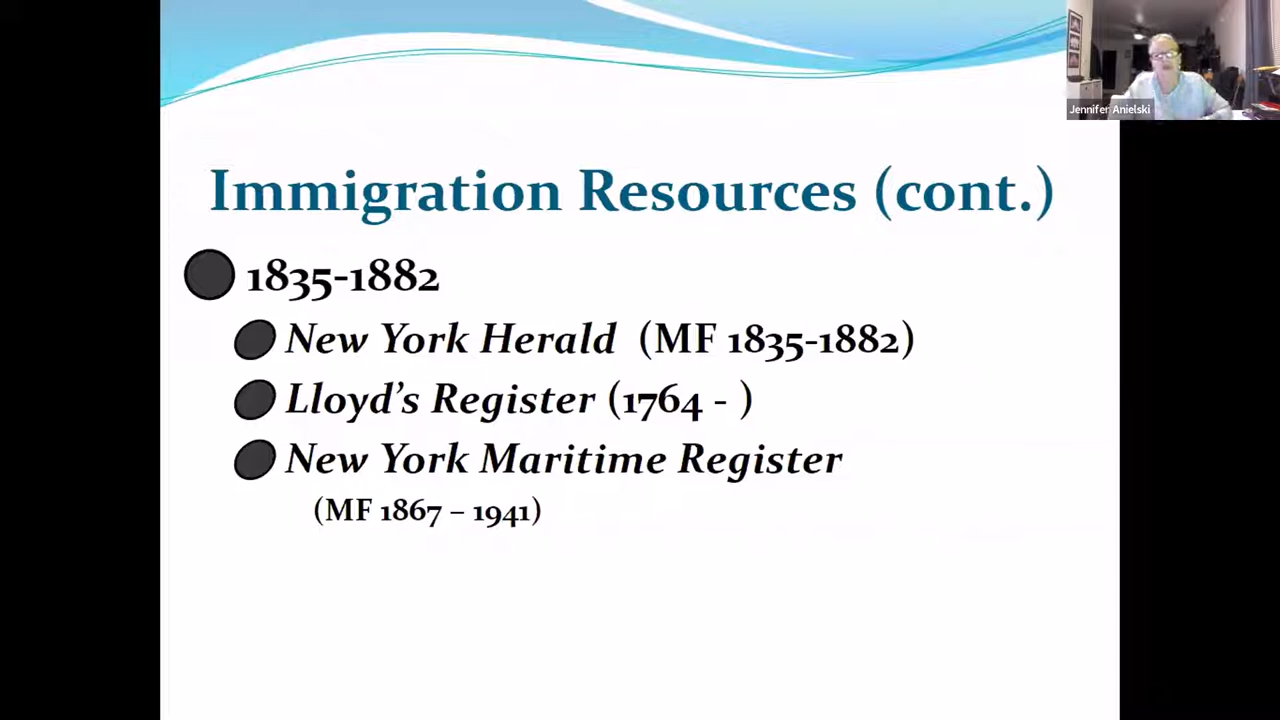 Jennifer Anielski
Immigration Resources (cont.)
1835-1882
New York Herald (MF 1835-1882)
Lloyd’s Register (1764 - )
New York Maritime Register
(MF 1867 – 1941)